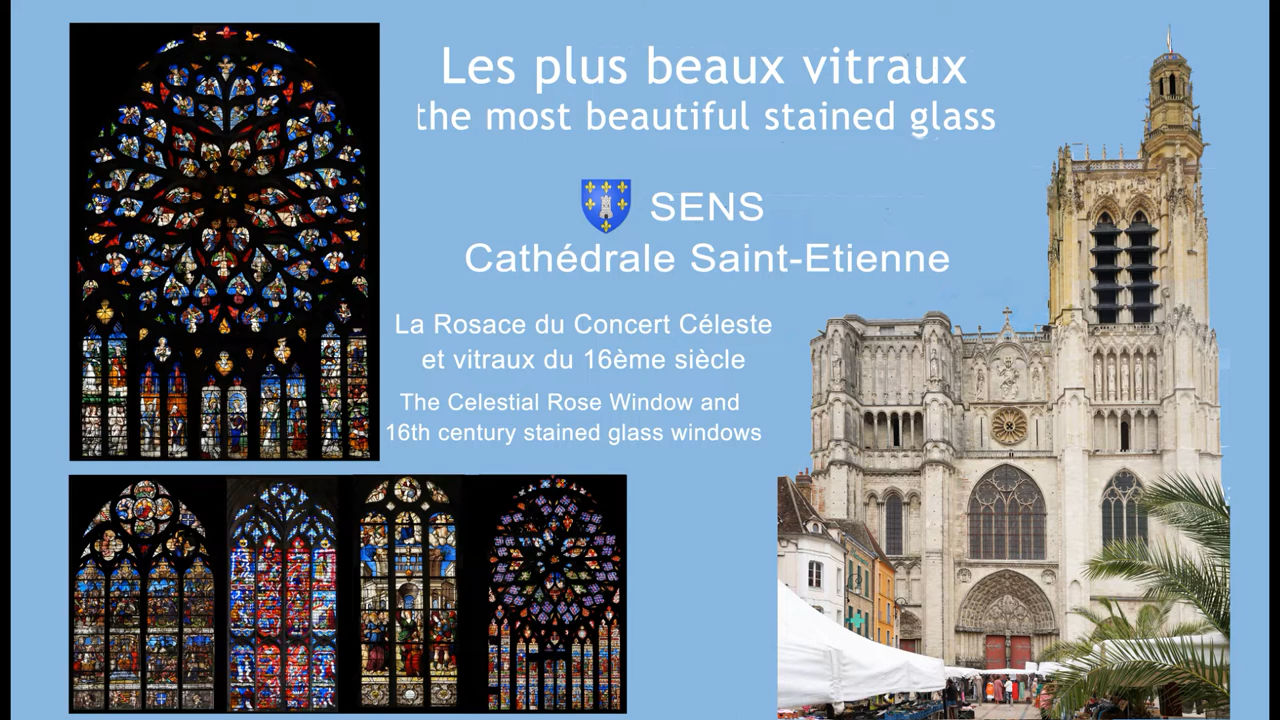 Les plus beaux vitraux
the most beautiful stained glass
SENS
Cathédrale Saint-Etienne
La Rosace du Concert Céleste
et vitraux du 16ème siècle
The Celestial Rose Window and
16th century stained glass windows